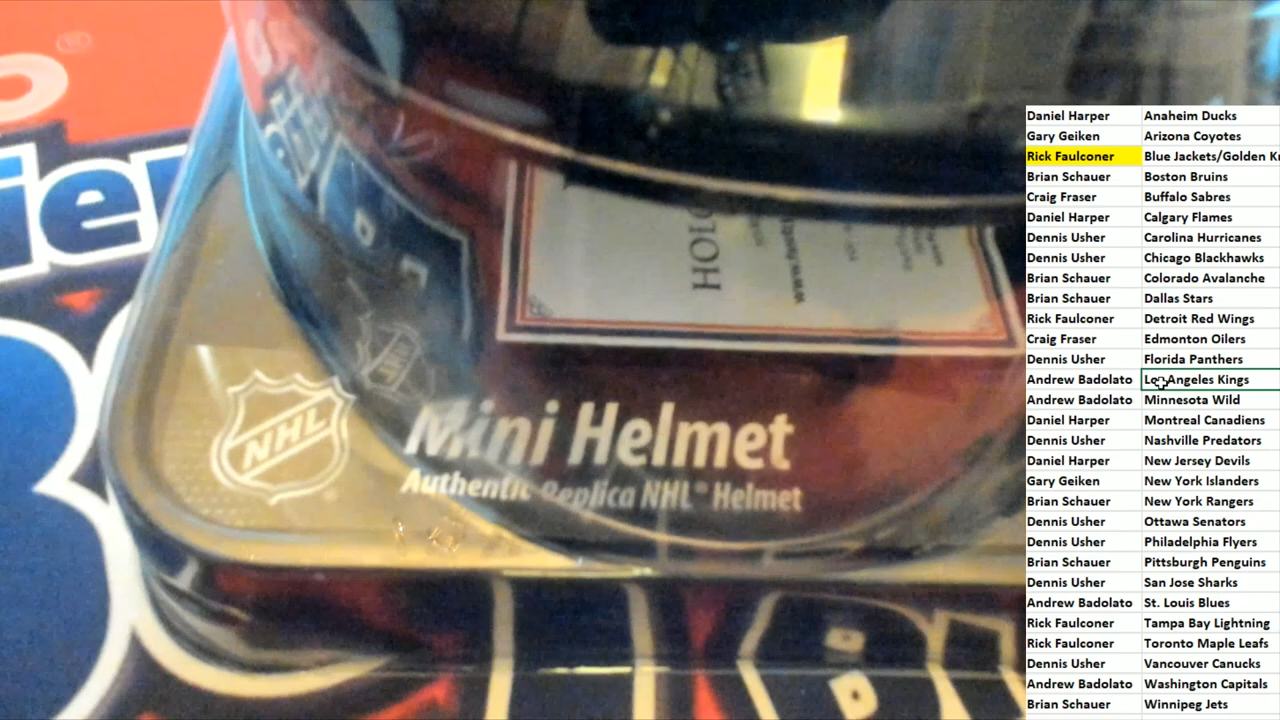 NHL
Mini Helmet
Authentic Replica NHL® Helmet
Daniel Harper Anaheim Ducks
Gary Geiken Arizona Coyotes
Rick Faulconer Blue Jackets/Golden Kr
Brian Schauer Boston Bruins
Craig Fraser Buffalo Sabres
Daniel Harper Calgary Flames
Dennis Usher Carolina Hurricanes
Dennis Usher Chicago Blackhawks
Brian Schauer Colorado Avalanche
Brian Schauer Dallas Stars
Rick Faulconer Detroit Red Wings
Craig Fraser Edmonton Oilers
Dennis Usher Florida Panthers
Andrew Badolato Los Angeles Kings
Andrew Badolato Minnesota Wild
Daniel Harper Montreal Canadiens
Dennis Usher Nashville Predators
Daniel Harper New Jersey Devils
Gary Geiken New York Islanders
Brian Schauer New York Rangers
Dennis Usher Ottawa Senators
Dennis Usher Philadelphia Flyers
Brian Schauer Pittsburgh Penguins
Dennis Usher San Jose Sharks
Andrew Badolato St. Louis Blues
Rick Faulconer Tampa Bay Lightning
Rick Faulconer Toronto Maple Leafs
Dennis Usher Vancouver Canucks
Andrew Badolato Washington Capitals
Brian Schauer Winnipeg Jets